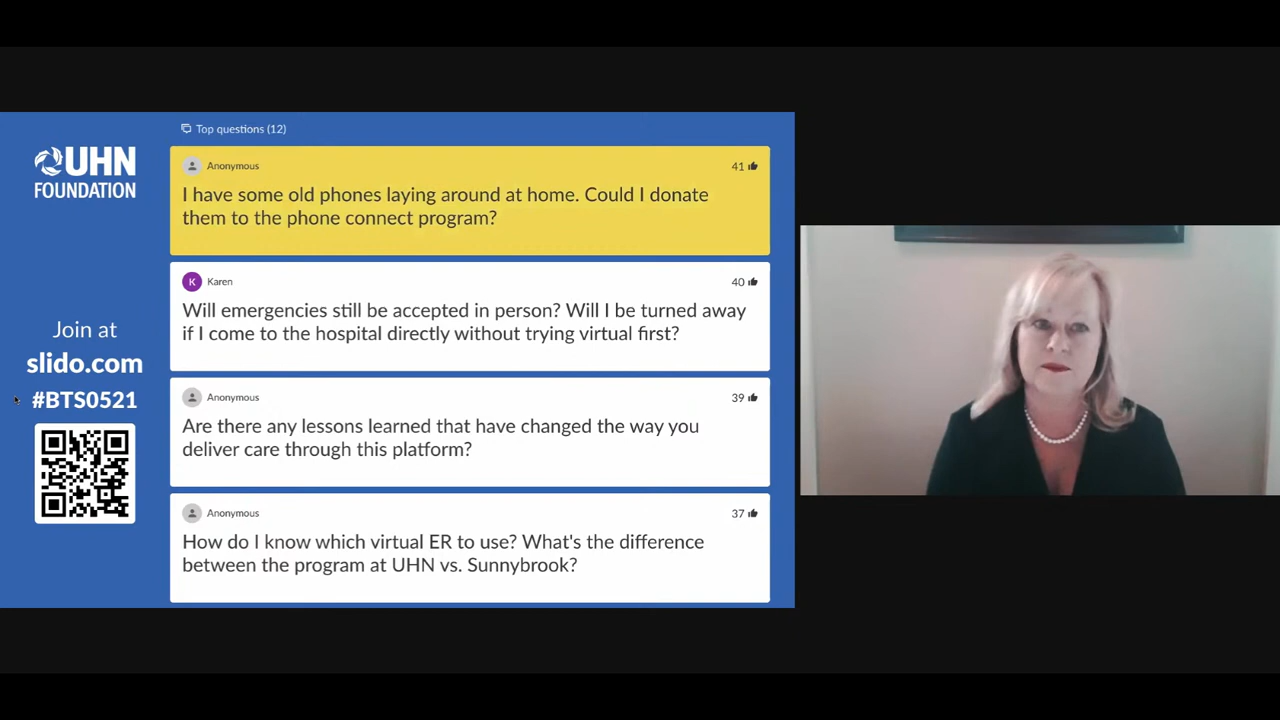 UHN
FOUNDATION
Join at
slido.com
#BTS0521
Top questions (12)
Anonymous
41
I have some old phones laying around at home. Could I donate
them to the phone connect program?
K
Karen
40
Will emergencies still be accepted in person? Will I be turned away
if I come to the hospital directly without trying virtual first?
Anonymous
39
Are there any lessons learned that have changed the way you
deliver care through this platform?
Anonymous
37
How do I know which virtual ER to use? What's the difference
between the program at UHN vs. Sunnybrook?